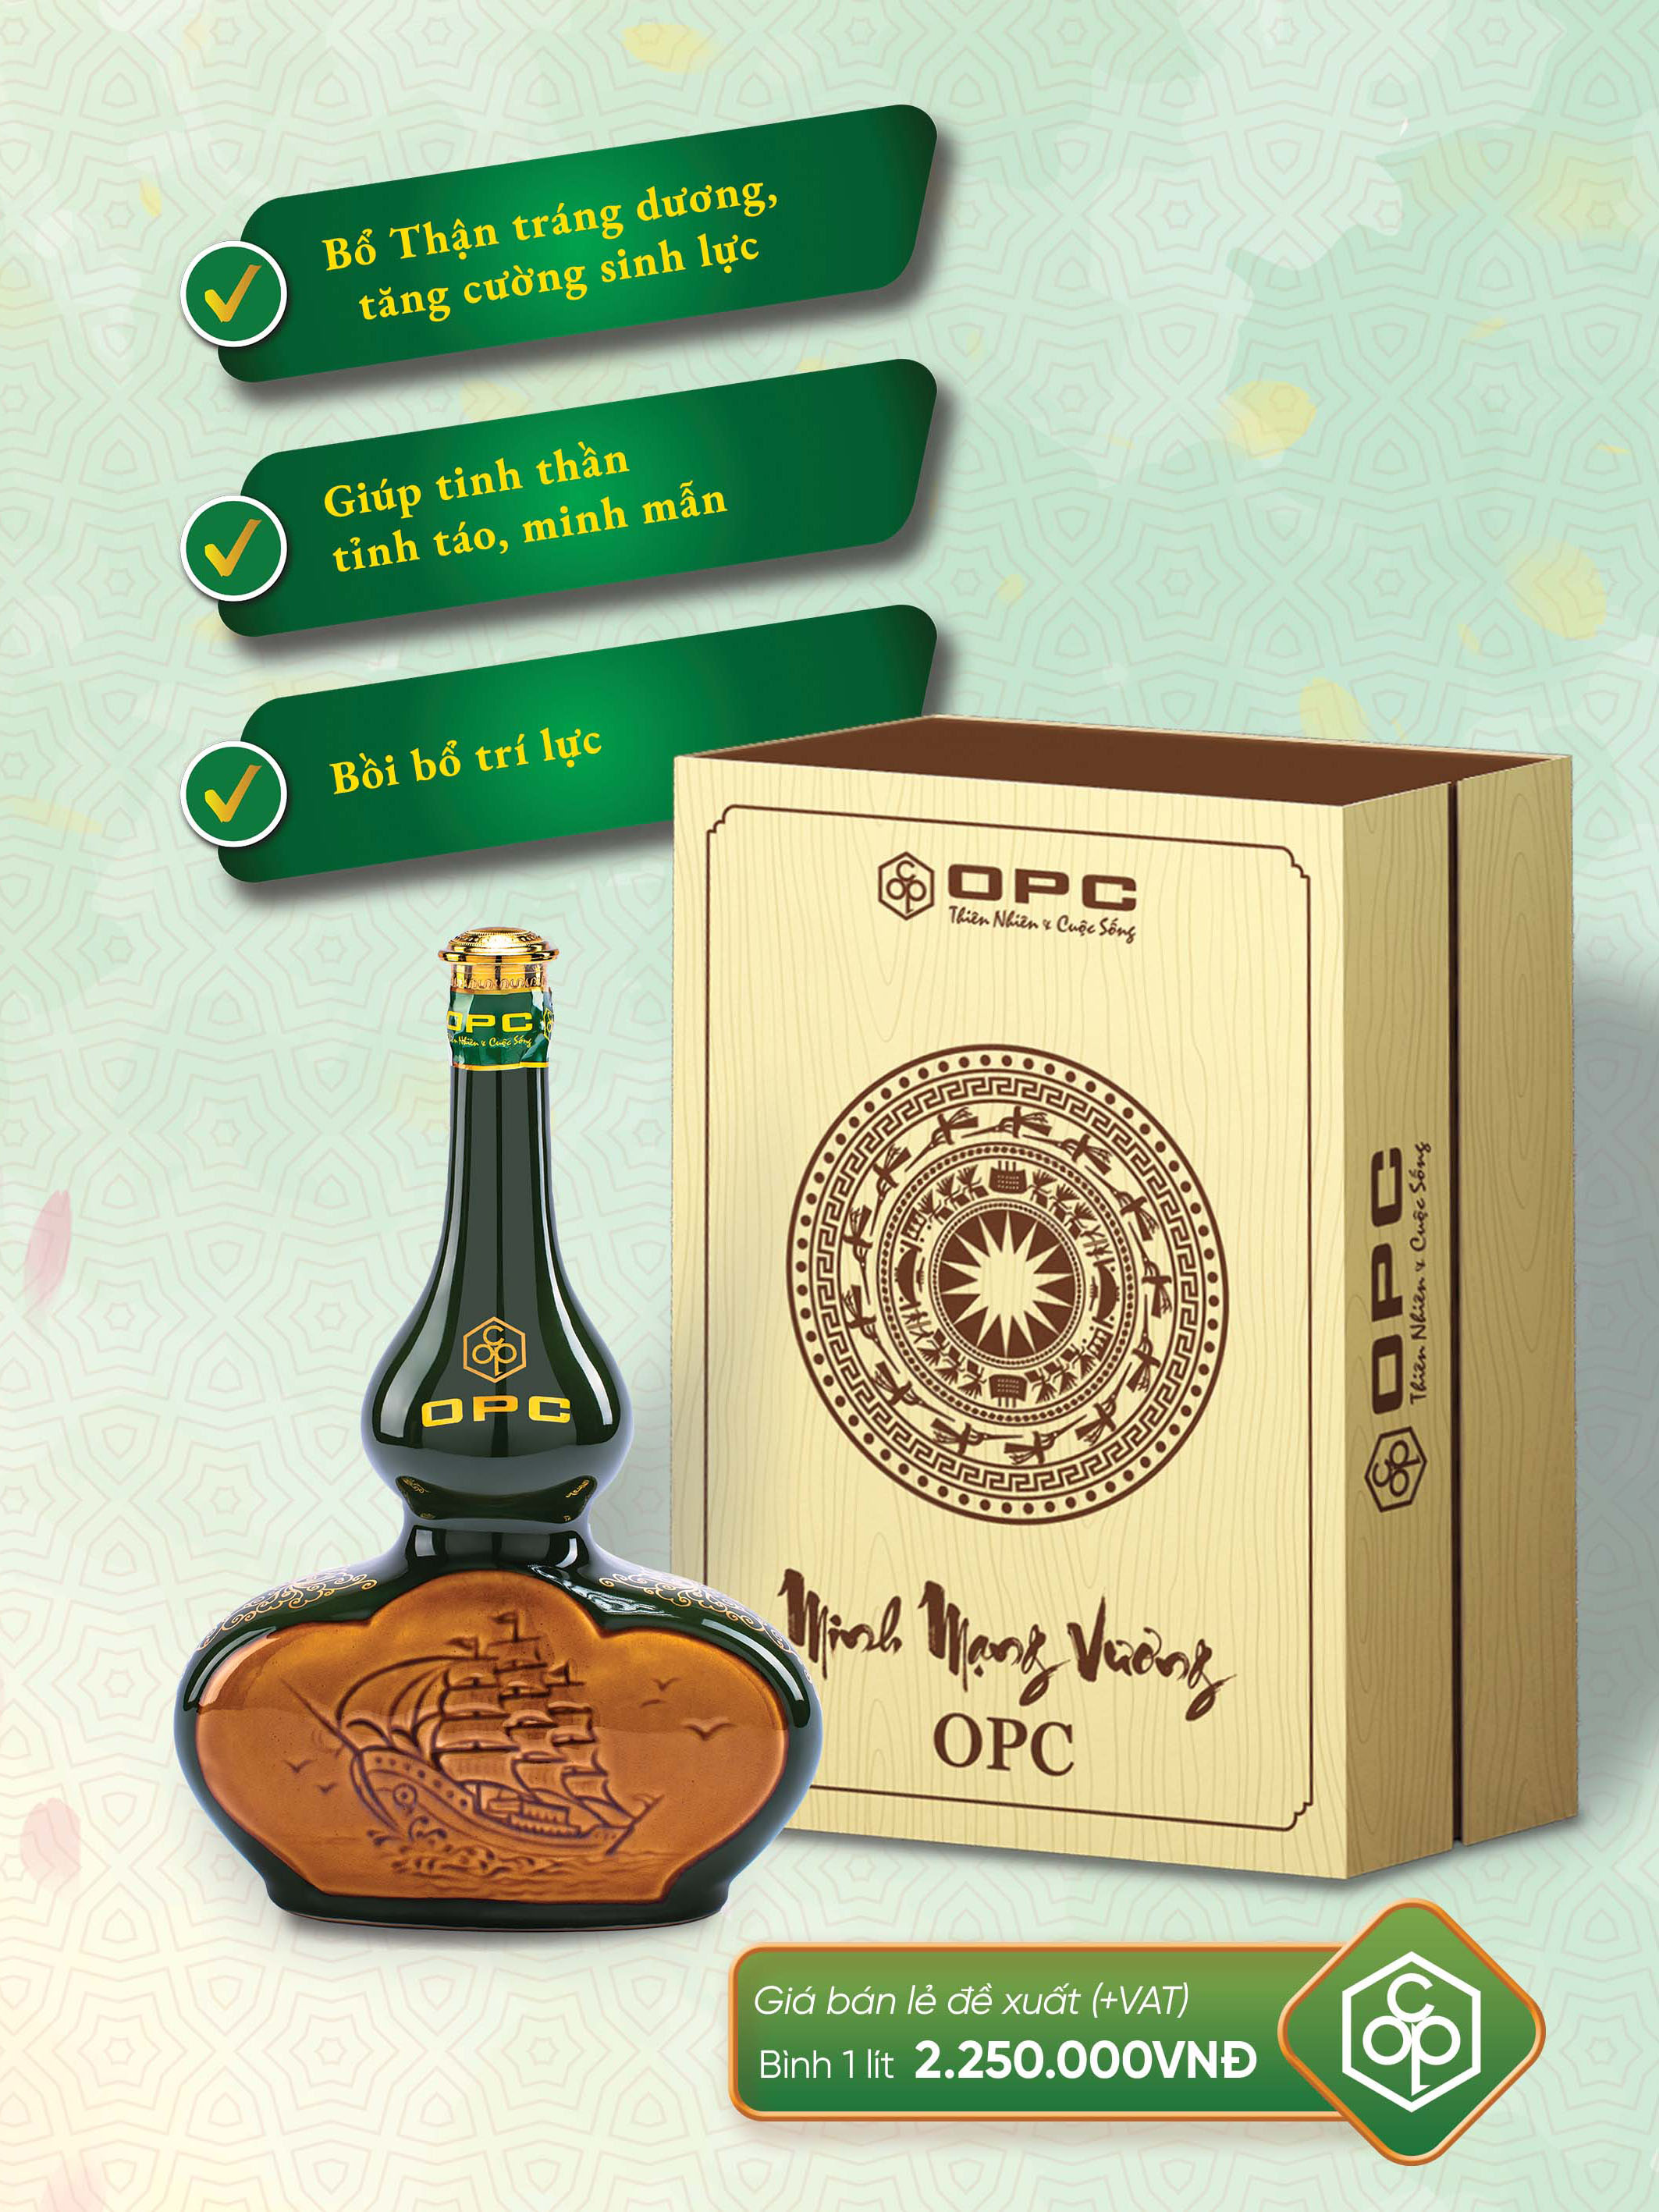 Bổ Thận tráng dương,
tăng cường sinh lực
Giúp tinh thần
tỉnh táo, minh mẫn
Bồi bổ trí lực
OPC
Thiên Nhiên & Cuộc Sống
OPC
Nhiên & Cuộc Sống
OPC
OPC
Thiên Nhiên & Cuộc Sống
Minh Mạng Vương
OPC
Giá bán lẻ đề xuất (+VAT)
Bình 1 lít 2.250.000VNĐ
OPC